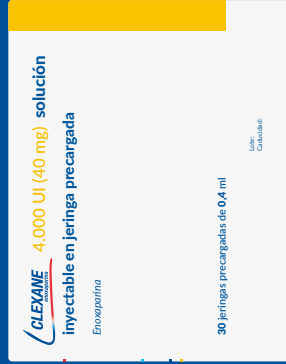 CLEXANE 4.000 UI (40 mg) solución
enoxaparina
inyectable en jeringa precargada
Enoxaparina
30 jeringas precargadas de 0,4 ml
Lote:
Caducidad: